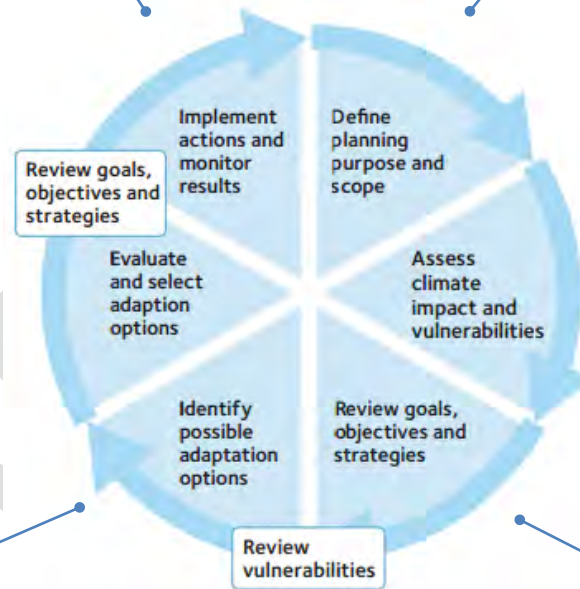 Implement
actions and
monitor
results
Define
planning
purpose and
scope
Review goals,
objectives and
strategies
Evaluate
and select
adaption
options
Assess
climate
impact and
vulnerabilities
Identify
possible
adaptation
options
Review goals,
objectives and
strategies
Review
vulnerabilities